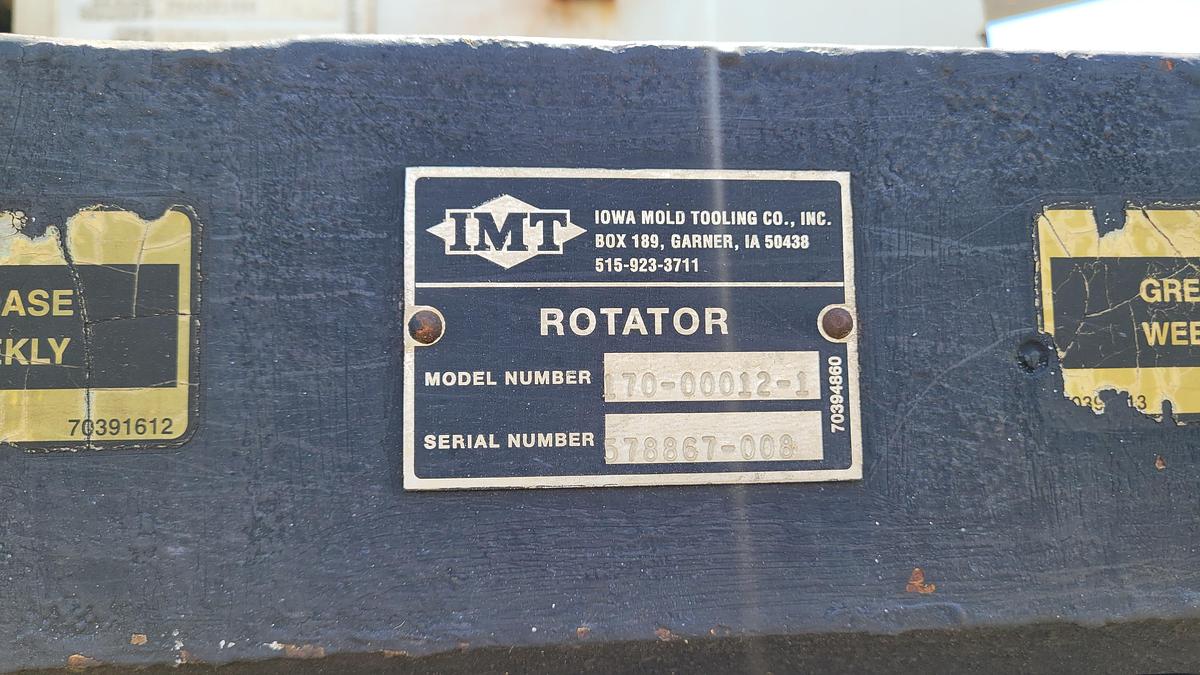 ASE
EKLY
70391612
IMT
IOWA MOLD TOOLING CO., INC.
BOX 189, GARNER, IA 50438
515-923-3711
ROTATOR
MODEL NUMBER 170-00012-1
SERIAL NUMBER 578867-008
70394860
GRE
WEE